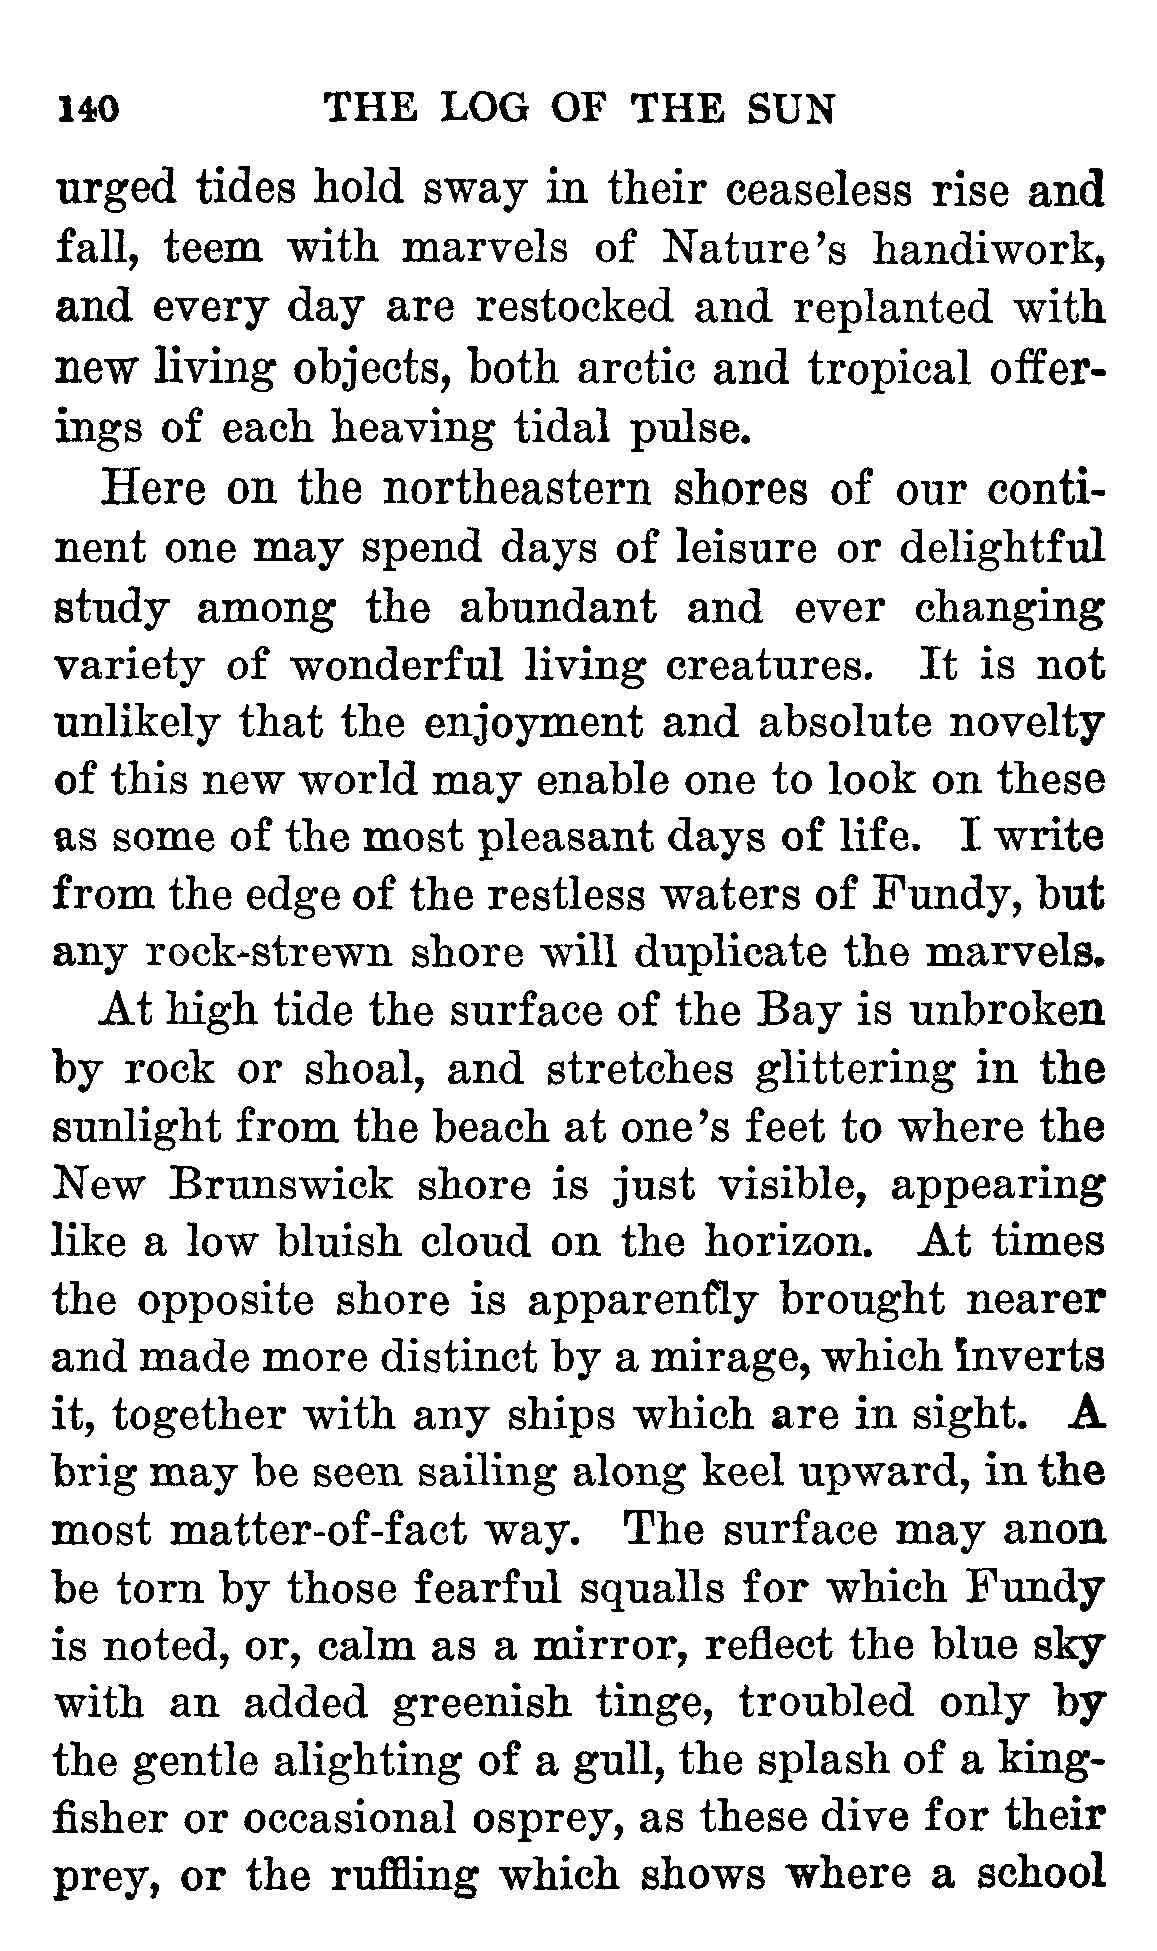 140 THE LOG OF THE SUN
urged tides hold sway in their ceaseless rise and
fall, teem with marvels of Nature's handiwork,
and every day are restocked and replanted with
new living objects, both arctic and tropical offer-
ings of each heaving tidal pulse.
Here on the northeastern shores of our conti-
nent one may spend days of leisure or delightful
study among the abundant and ever changing
variety of wonderful living creatures. It is not
unlikely that the enjoyment and absolute novelty
of this new world may enable one to look on these
as some of the most pleasant days of life. I write
from the edge of the restless waters of Fundy, but
any rock-strewn shore will duplicate the marvels.
At high tide the surface of the Bay is unbroken
by rock or shoal, and stretches glittering in the
sunlight from the beach at one's feet to where the
New Brunswick shore is just visible, appearing
like a low bluish cloud on the horizon. At times
the opposite shore is apparently brought nearer
and made more distinct by a mirage, which inverts
it, together with any ships which are in sight. A
brig may be seen sailing along keel upward, in the
most matter-of-fact way. The surface may anon
be torn by those fearful squalls for which Fundy
is noted, or, calm as a mirror, reflect the blue sky
with an added greenish tinge, troubled only by
the gentle alighting of a gull, the splash of a king-
fisher or occasional osprey, as these dive for their
prey, or the ruffling which shows where a school